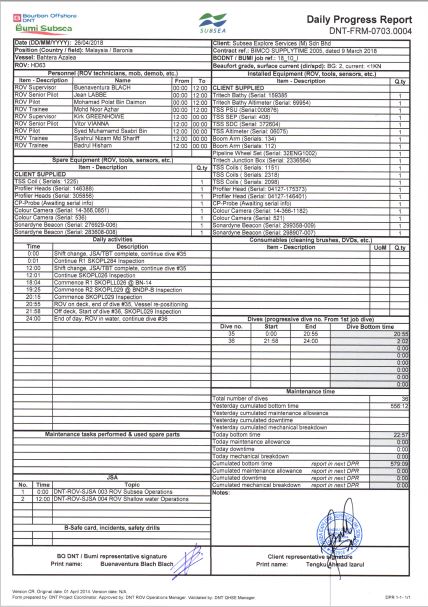 Bourbon Offshore
DNT
Bumi Subsea
SUBSEA
Daily Progress Report
DNT-FRM-0703.0004
Date (DD/MM/YYYY): 26/04/2018
Position (Country / field): Malaysia / Baronia
Vessel: Bahtera Azalea
ROV: HD63
Client: Subsea Explore Services (M) Sdn Bhd
Contract ref.: BIMCO SUPPLYTIME 2005, dated 9 March 2018
BODNT / BUMI job ref.: 18_10_I
Beaufort grade, surface current (dir/spd): BG: 2, current: <1KN
Personnel (ROV technicians, mob, demob, etc.)
Item - Description Name From To
ROV Supervisor Buenaventura BLACH 00:00 12:00
ROV Senior Pilot Jean LABBE 00:00 12:00
ROV Pilot Mohamad Polat Bin Daimon 00:00 12:00
ROV Trainee Mohd Noor Azhar 00:00 12:00
ROV Supervisor Kirk GREENHOWE 12:00 00:00
ROV Senior Pilot Vitor VIANNA 12:00 00:00
ROV Pilot Syed Muhamemd Ssabri Bin 12:00 00:00
ROV Trainee Syahrul Nizam Md Shariff 12:00 00:00
ROV Trainee Badrul Hisham 12:00 00:00
Spare Equipment (ROV, tools, sensors, etc.)
Item - Description Q.ty
CLIENT SUPPLIED
TSS Coil (Serials: 1225) 1
Profiler Heads (Serial: 146388) 1
Profiler Heads (Serial: 305856) 1
CP-Probe (Awaiting serial info) 1
Colour Camera (Serial: 14-366,0651) 1
Colour Camera (Serial: 536) 1
Sonardyne Beacon (Serial: 276929-006) 1
Sonardyne Beacon (Serial: 283608-008) 1
Installed Equipment (ROV, tools, sensors, etc.)
Item - Description Q.ty
CLIENT SUPPLIED
Tritech Bathy (Serial: 159385 1
Tritech Bathy Altimeter (Serial: 69954) 1
TSS PSU (Serial:000876) 1
TSS SEP (Serial: 408) 1
TSS SDC (Serial: 372604) 1
TSS Altimeter (Serial: 06075) 1
Boom Arm (Serial: 134) 1
Boom Arm (Serial: 112) 1
Pipeline Wheel Set (Serial: 32ENG1002) 1
Tritech Junction Box (Serial: 2336564) 1
TSS Coils (Serial: 1151) 1
TSS Coils (Serial: 2318) 1
TSS Coils (Serial: 2098) 1
Profiler Head (Serial: 04127-175373) 1
Profiler Head (Serial: 04127-146401) 1
CP-Probe (Awaiting serial info) 1
Colour Camera (Serial: 14-366-1182) 1
Colour Camera (Serial: 521) 1
Sonardyne Beacon (Serial: 299358-005) 1
Sonardyne Beacon (Serial: 298907-007) 1
Daily activities
Time Description
0:00 Shift change, JSA/TBT complete, continue dive #35
0:01 Continue R1 SKOPL284 Inspection
12:00 Shift change, JSA/TBT complete, continue dive #35
12:01 Continue SKOPLL026 Inspection
18:04 Commence R1 SKOPLL026 @ BN-14
19:25 Commence R2 SKOPL029 @ BNDP-B Inspection
20:15 Commence SKOPL029 Inspection
20:55 ROV on deck, end of dive #35, Vessel re-positioning
21:58 Off deck, Start of dive #36, SKOPL029 Inspection
24:00 End of day, ROV in water, continue dive #36
Consumables (cleaning brushes, DVDs, etc.)
Item - Description UoM Q.ty
Dives (progressive dive no. From 1st job dive)
Dive no. Start End Dive Bottom time
35 0:00 20:55 20:55
36 21:58 24:00 2:02
0:00
0:00
0:00
0:00
0:00
0:00
Maintenance time
Total number of dives 36
Yesterday cumulated bottom time 556:12
Yesterday cumulated maintenance allowance
Yesterday cumulated downtime
Yesterday cumulated mechanical breakdown
Today bottom time 22:57
Today maintenance allowance 0:00
Today downtime 0:00
Today mechanical breakdown 0:00
Cumulated bottom time report in next DPR 579:09
Cumulated maintenance allowance report in next DPR 0:00
Cumulated downtime report in next DPR 0:00
Cumulated mechanic breakdown report in next DPR 0:00
Maintenance tasks performed & used spare parts
JSA
No. Time Topic
1 0:00 DNT-ROV-SJSA 003 ROV Subsea Operations
2 12:00 DNT-ROV-SJSA 004 ROV Shallow water Operations
B-Safe card, incidents, safety drills
Notes:
BQ DNT / Bumi representative signature
Print name: Buenaventura Blach Blach
Client representative signature
Print name: Tengku Ahmad Izarul
Version OR, Original date: 01 April 2014. Version date: N/A.
Form prepared by: DNT Project Coordinator. Approved by: DNT ROV Operations Manager. Validated by: DNT QHSE Manager.
DPR 1-1- 1/1